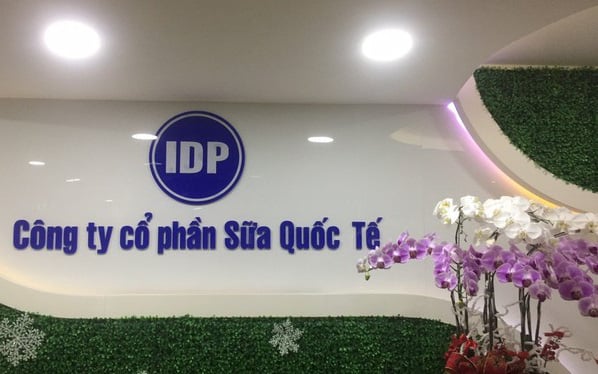 IDP
Công ty cổ phần Sữa Quốc Tế